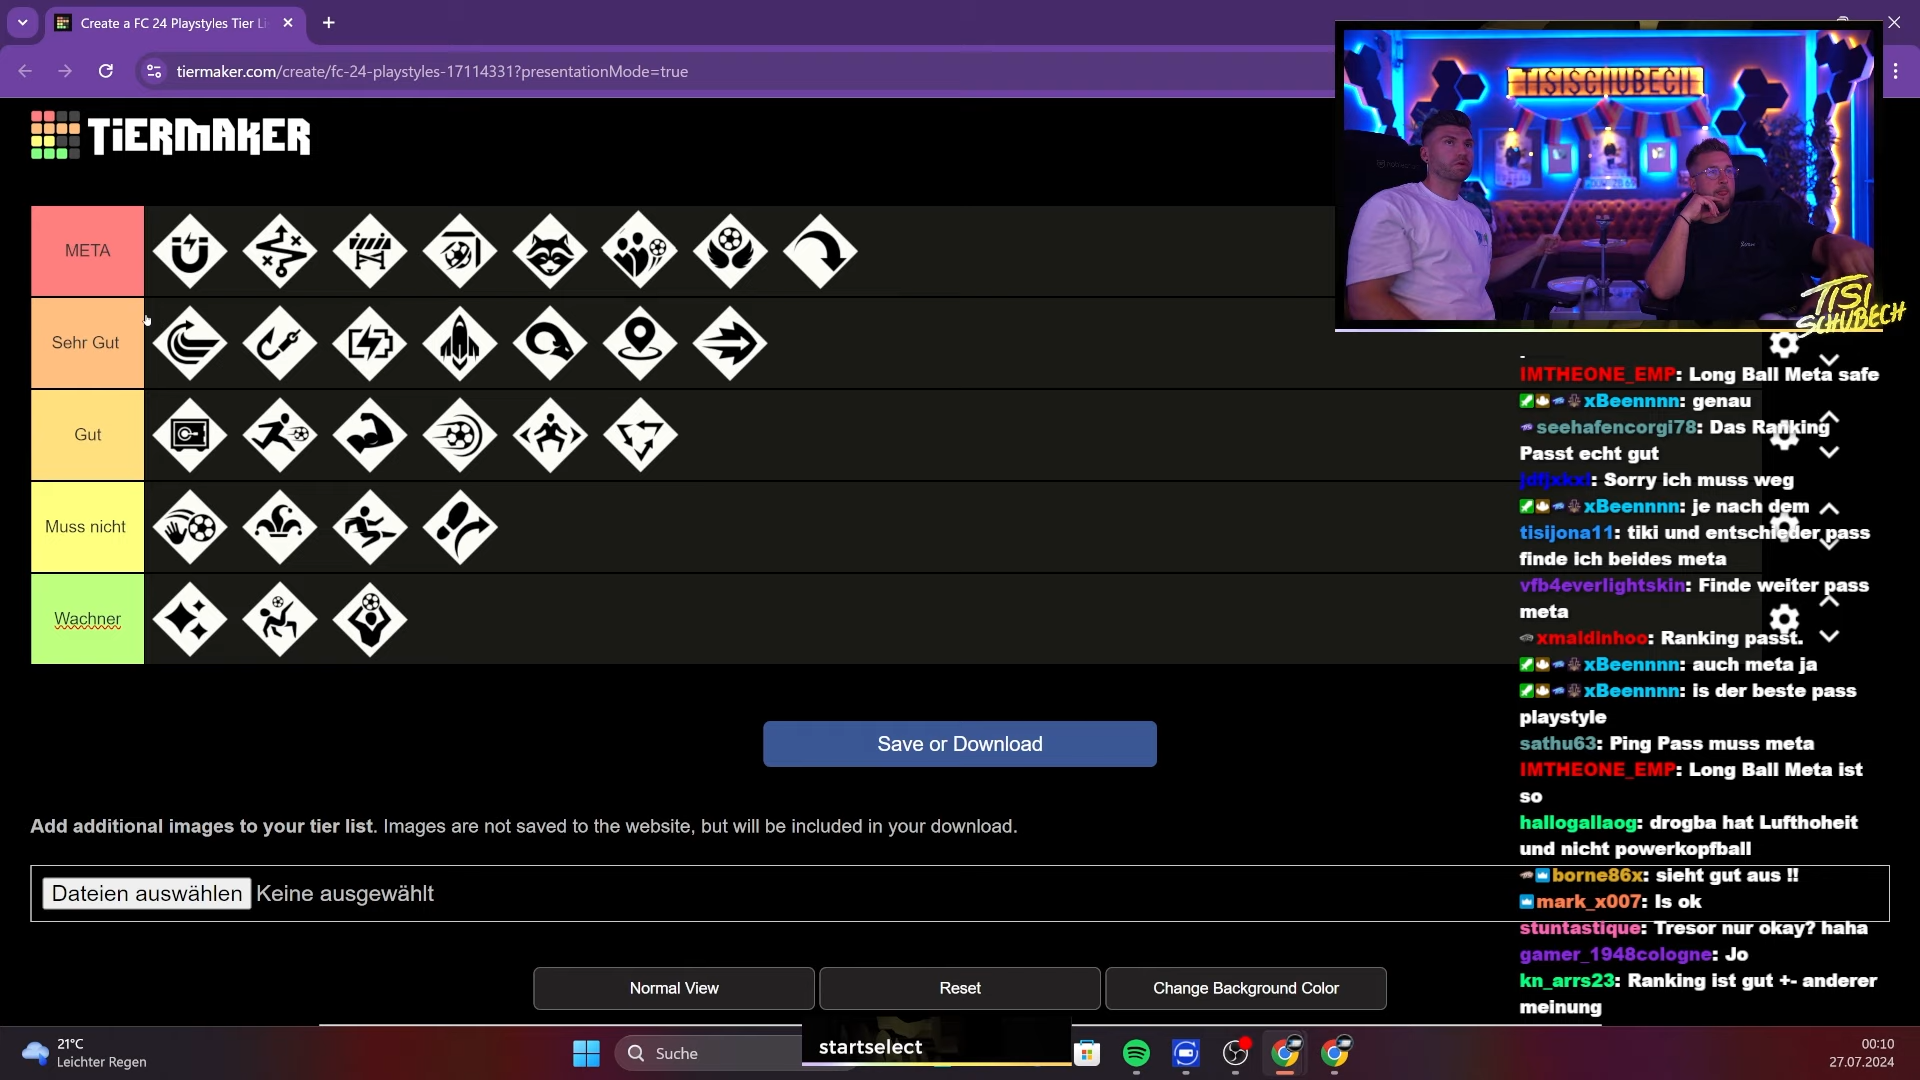 Create a FC 24 Playstyles Tier Li
tiermaker.com/create/fc-24-playstyles-17114331?presentationMode=true
TiERMAKER
TISISCHUBECH
TISI
SCHUBECH
META
Sehr Gut
Gut
Muss nicht
Wachner
IMTHEONE_EMP: Long Ball Meta safe
xBeennnn: genau
seehafencorgi78: Das Ranking
Passt echt gut
jdfjxkxl: Sorry ich muss weg
xBeennnn: je nach dem
tisijona11: tiki und entschieder pass
finde ich beides meta
vfb4everlightskin: Finde weiter pass
meta
xmaldinhoo: Ranking passt.
xBeennnn: auch meta ja
xBeennnn: is der beste pass
playstyle
sathu63: Ping Pass muss meta
IMTHEONE_EMP: Long Ball Meta ist
so
hallogallaog: drogba hat Lufthoheit
und nicht powerkopfball
borne86x: sieht gut aus !!
mark_x007: Is ok
stuntastique: Tresor nur okay? haha
gamer_1948cologne: Jo
kn_arrs23: Ranking ist gut +- anderer
meinung
Save or Download
Add additional images to your tier list. Images are not saved to the website, but will be included in your download.
Dateien auswählen Keine ausgewählt
Normal View
Reset
Change Background Color
21°C
Leichter Regen
Suche
startselect
00:10
27.07.2024